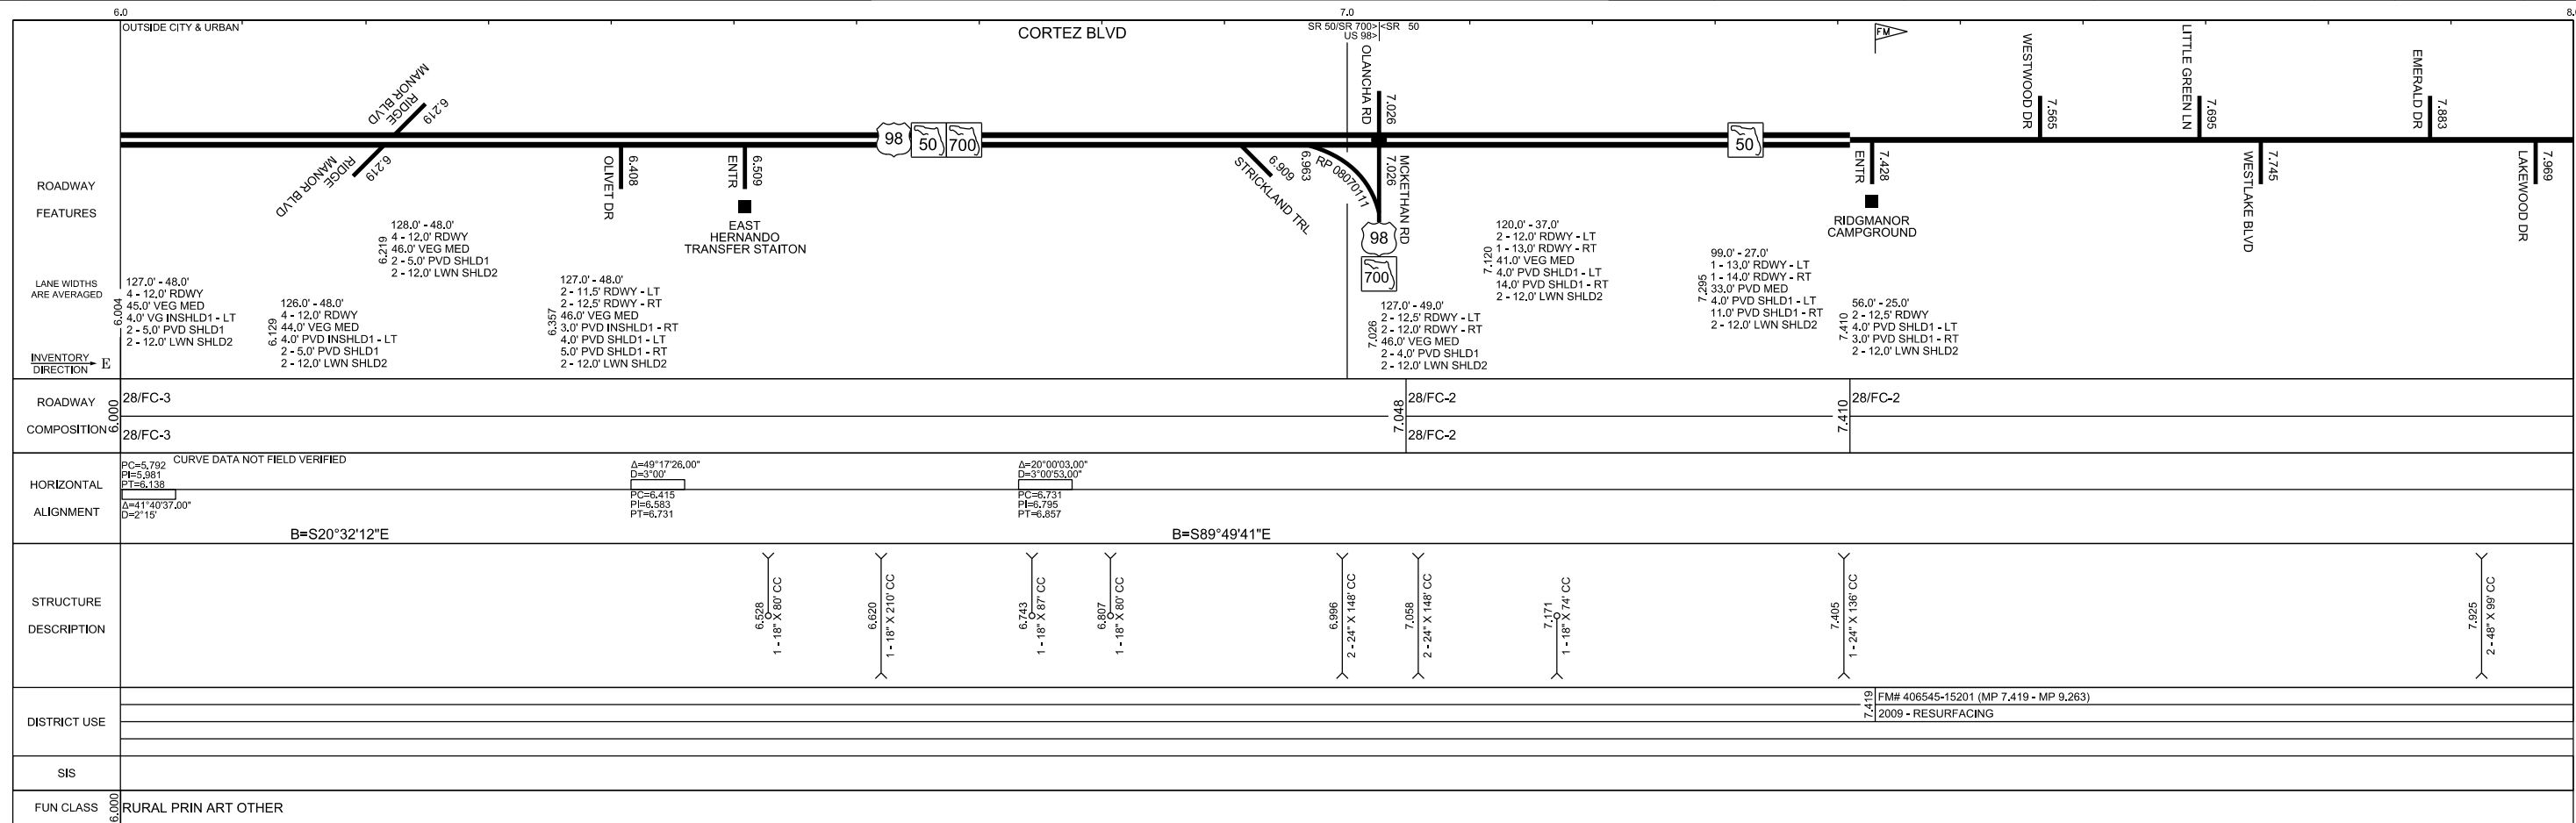 6.0
7.0
8.
OUTSIDE CITY & URBAN
CORTEZ BLVD
SR 50/SR 700>|<SR 50
US 98>
FM
RIDGE
MANOR BLVD
6.219
RIDGE
MANOR BLVD
6.219
OLIVET DR
6.408
ENTR
6.509
EAST
HERNANDO
TRANSFER STAITON
98
50
700
STRICKLAND TRL
6.909
6.963
RP 08070111
OLANCHA RD
7.026
MCKETHAN RD
7.026
98
700
50
ENTR
7.428
RIDGMANOR
CAMPGROUND
WESTWOOD DR
7.565
LITTLE GREEN LN
7.695
WESTLAKE BLVD
7.745
EMERALD DR
7.883
LAKEWOOD DR
7.969
ROADWAY
FEATURES
LANE WIDTHS
ARE AVERAGED
INVENTORY
DIRECTION
E
6.004
127.0' - 48.0'
4 - 12.0' RDWY
45.0' VEG MED
4.0' VG INSHLD1 - LT
2 - 5.0' PVD SHLD1
2 - 12.0' LWN SHLD2
6.129
126.0' - 48.0'
4 - 12.0' RDWY
44.0' VEG MED
4.0' PVD INSHLD1 - LT
2 - 5.0' PVD SHLD1
2 - 12.0' LWN SHLD2
6.219
128.0' - 48.0'
4 - 12.0' RDWY
46.0' VEG MED
2 - 5.0' PVD SHLD1
2 - 12.0' LWN SHLD2
6.357
127.0' - 48.0'
2 - 11.5' RDWY - LT
2 - 12.5' RDWY - RT
46.0' VEG MED
3.0' PVD INSHLD1 - RT
4.0' PVD SHLD1 - LT
5.0' PVD SHLD1 - RT
2 - 12.0' LWN SHLD2
7.026
127.0' - 49.0'
2 - 12.5' RDWY - LT
2 - 12.0' RDWY - RT
46.0' VEG MED
2 - 4.0' PVD SHLD1
2 - 12.0' LWN SHLD2
7.120
120.0' - 37.0'
2 - 12.0' RDWY - LT
1 - 13.0' RDWY - RT
41.0' VEG MED
4.0' PVD SHLD1 - LT
14.0' PVD SHLD1 - RT
2 - 12.0' LWN SHLD2
7.295
99.0' - 27.0'
1 - 13.0' RDWY - LT
1 - 14.0' RDWY - RT
33.0' PVD MED
4.0' PVD SHLD1 - LT
11.0' PVD SHLD1 - RT
2 - 12.0' LWN SHLD2
7.410
56.0' - 25.0'
2 - 12.5' RDWY
4.0' PVD SHLD1 - LT
3.0' PVD SHLD1 - RT
2 - 12.0' LWN SHLD2
ROADWAY
COMPOSITION
6.000
28/FC-3
28/FC-3
7.048
28/FC-2
28/FC-2
7.410
28/FC-2
HORIZONTAL
ALIGNMENT
CURVE DATA NOT FIELD VERIFIED
PC=5.792
PI=5.981
PT=6.138
Δ=41°40'37.00"
D=2°15'
B=S20°32'12"E
Δ=49°17'26.00"
D=3°00'
PC=6.415
PI=6.583
PT=6.731
Δ=20°00'03.00"
D=3°00'53.00"
PC=6.731
PI=6.795
PT=6.857
B=S89°49'41"E
STRUCTURE
DESCRIPTION
6.528
1 - 18" X 80' CC
6.620
1 - 18" X 210' CC
6.743
1 - 18" X 87' CC
6.807
1 - 18" X 80' CC
6.996
2 - 24" X 148' CC
7.058
2 - 24" X 148' CC
7.171
1 - 18" X 74' CC
7.405
1 - 24" X 136' CC
7.925
2 - 48" X 99' CC
DISTRICT USE
7.419
FM# 406545-15201 (MP 7.419 - MP 9.263)
2009 - RESURFACING
SIS
FUN CLASS
6.000
RURAL PRIN ART OTHER